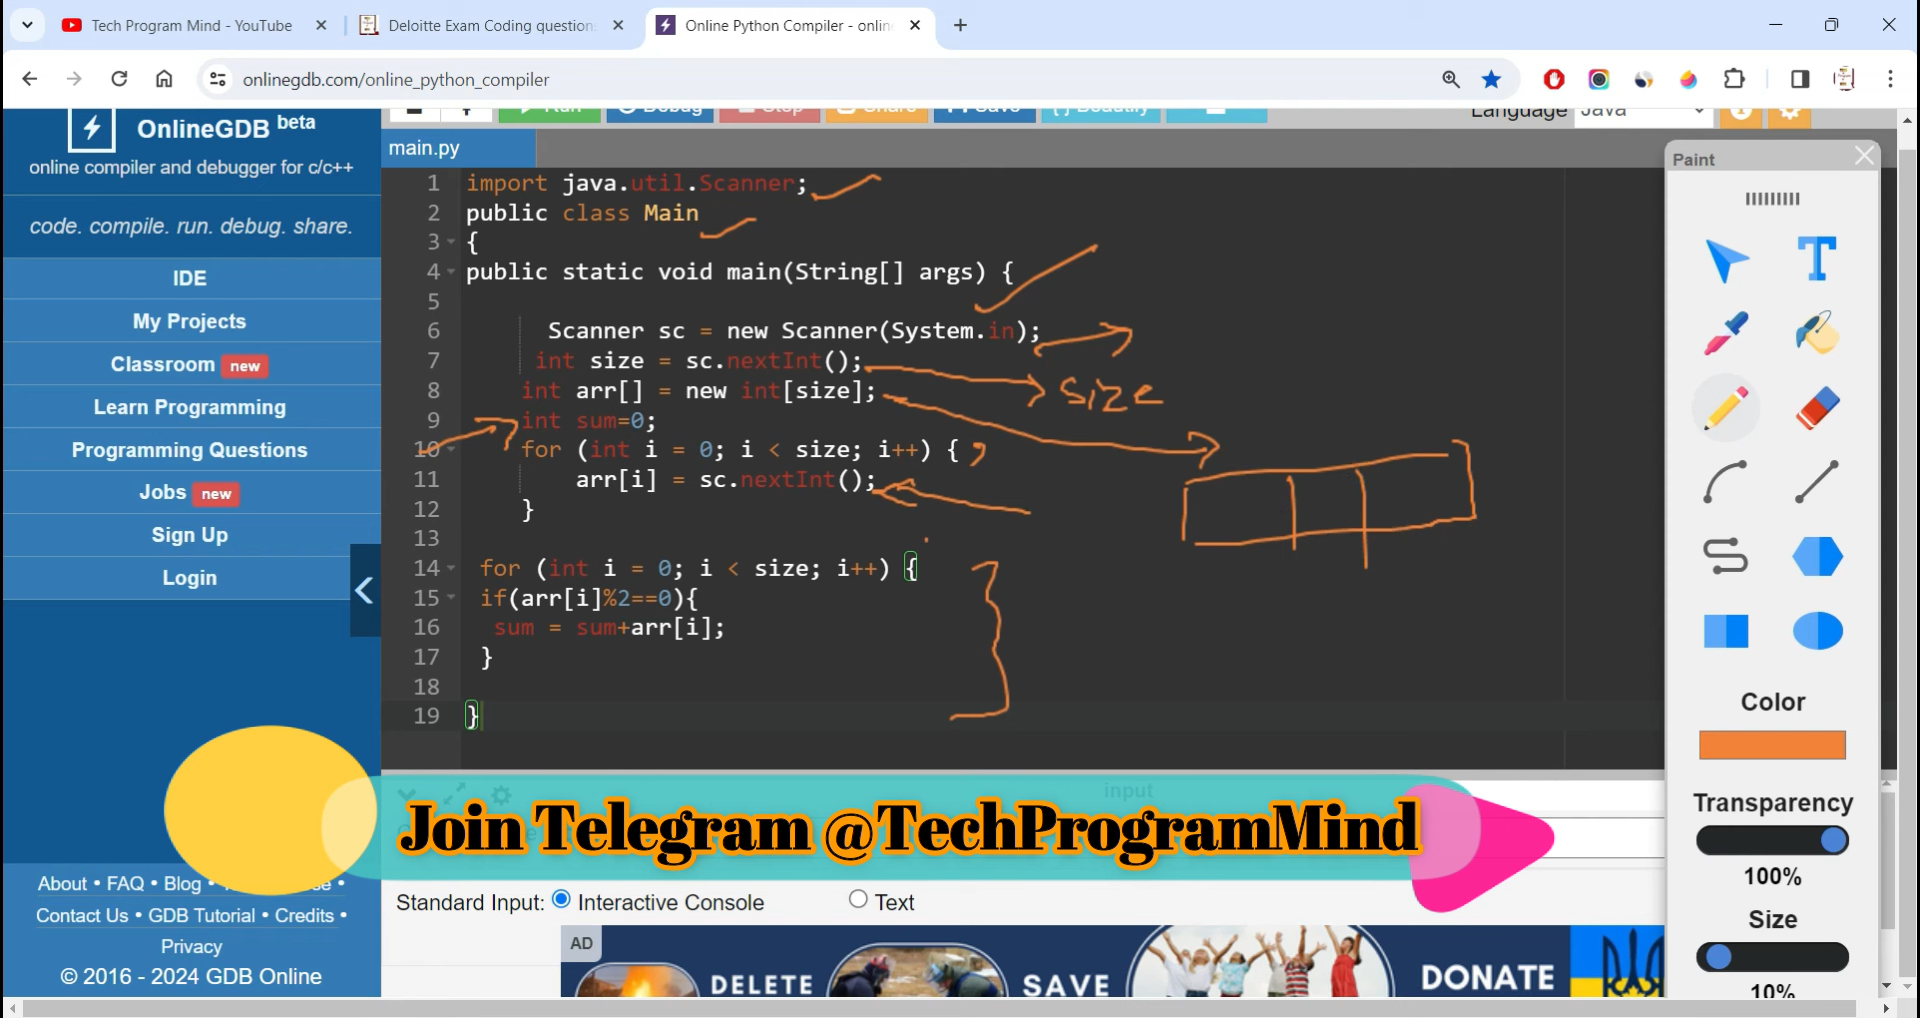 Tech Program Mind - YouTube
Deloitte Exam Coding question
Online Python Compiler - onlin
onlinegdb.com/online_python_compiler
OnlineGDB beta
online compiler and debugger for c/c++
code. compile. run. debug. share.
IDE
My Projects
Classroom new
Learn Programming
Programming Questions
Jobs new
Sign Up
Login
About • FAQ • Blog •
Contact Us • GDB Tutorial • Credits •
Privacy
© 2016 - 2024 GDB Online
Run Debug Stop Share Save {} Beautify
Language Java
main.py
1 import java.util.Scanner;
2 public class Main
3 {
4 public static void main(String[] args) {
5
6 Scanner sc = new Scanner(System.in);
7 int size = sc.nextInt();
8 int arr[] = new int[size];
9 int sum=0;
10 for (int i = 0; i < size; i++) {
11 arr[i] = sc.nextInt();
12 }
13
14 for (int i = 0; i < size; i++) {
15 if(arr[i]%2==0){
16 sum = sum+arr[i];
17 }
18
19 }
size
input
Join Telegram @TechProgramMind
Standard Input: Interactive Console Text
AD
DELETE SAVE DONATE
Paint
T
Color
Transparency
100%
Size
10%